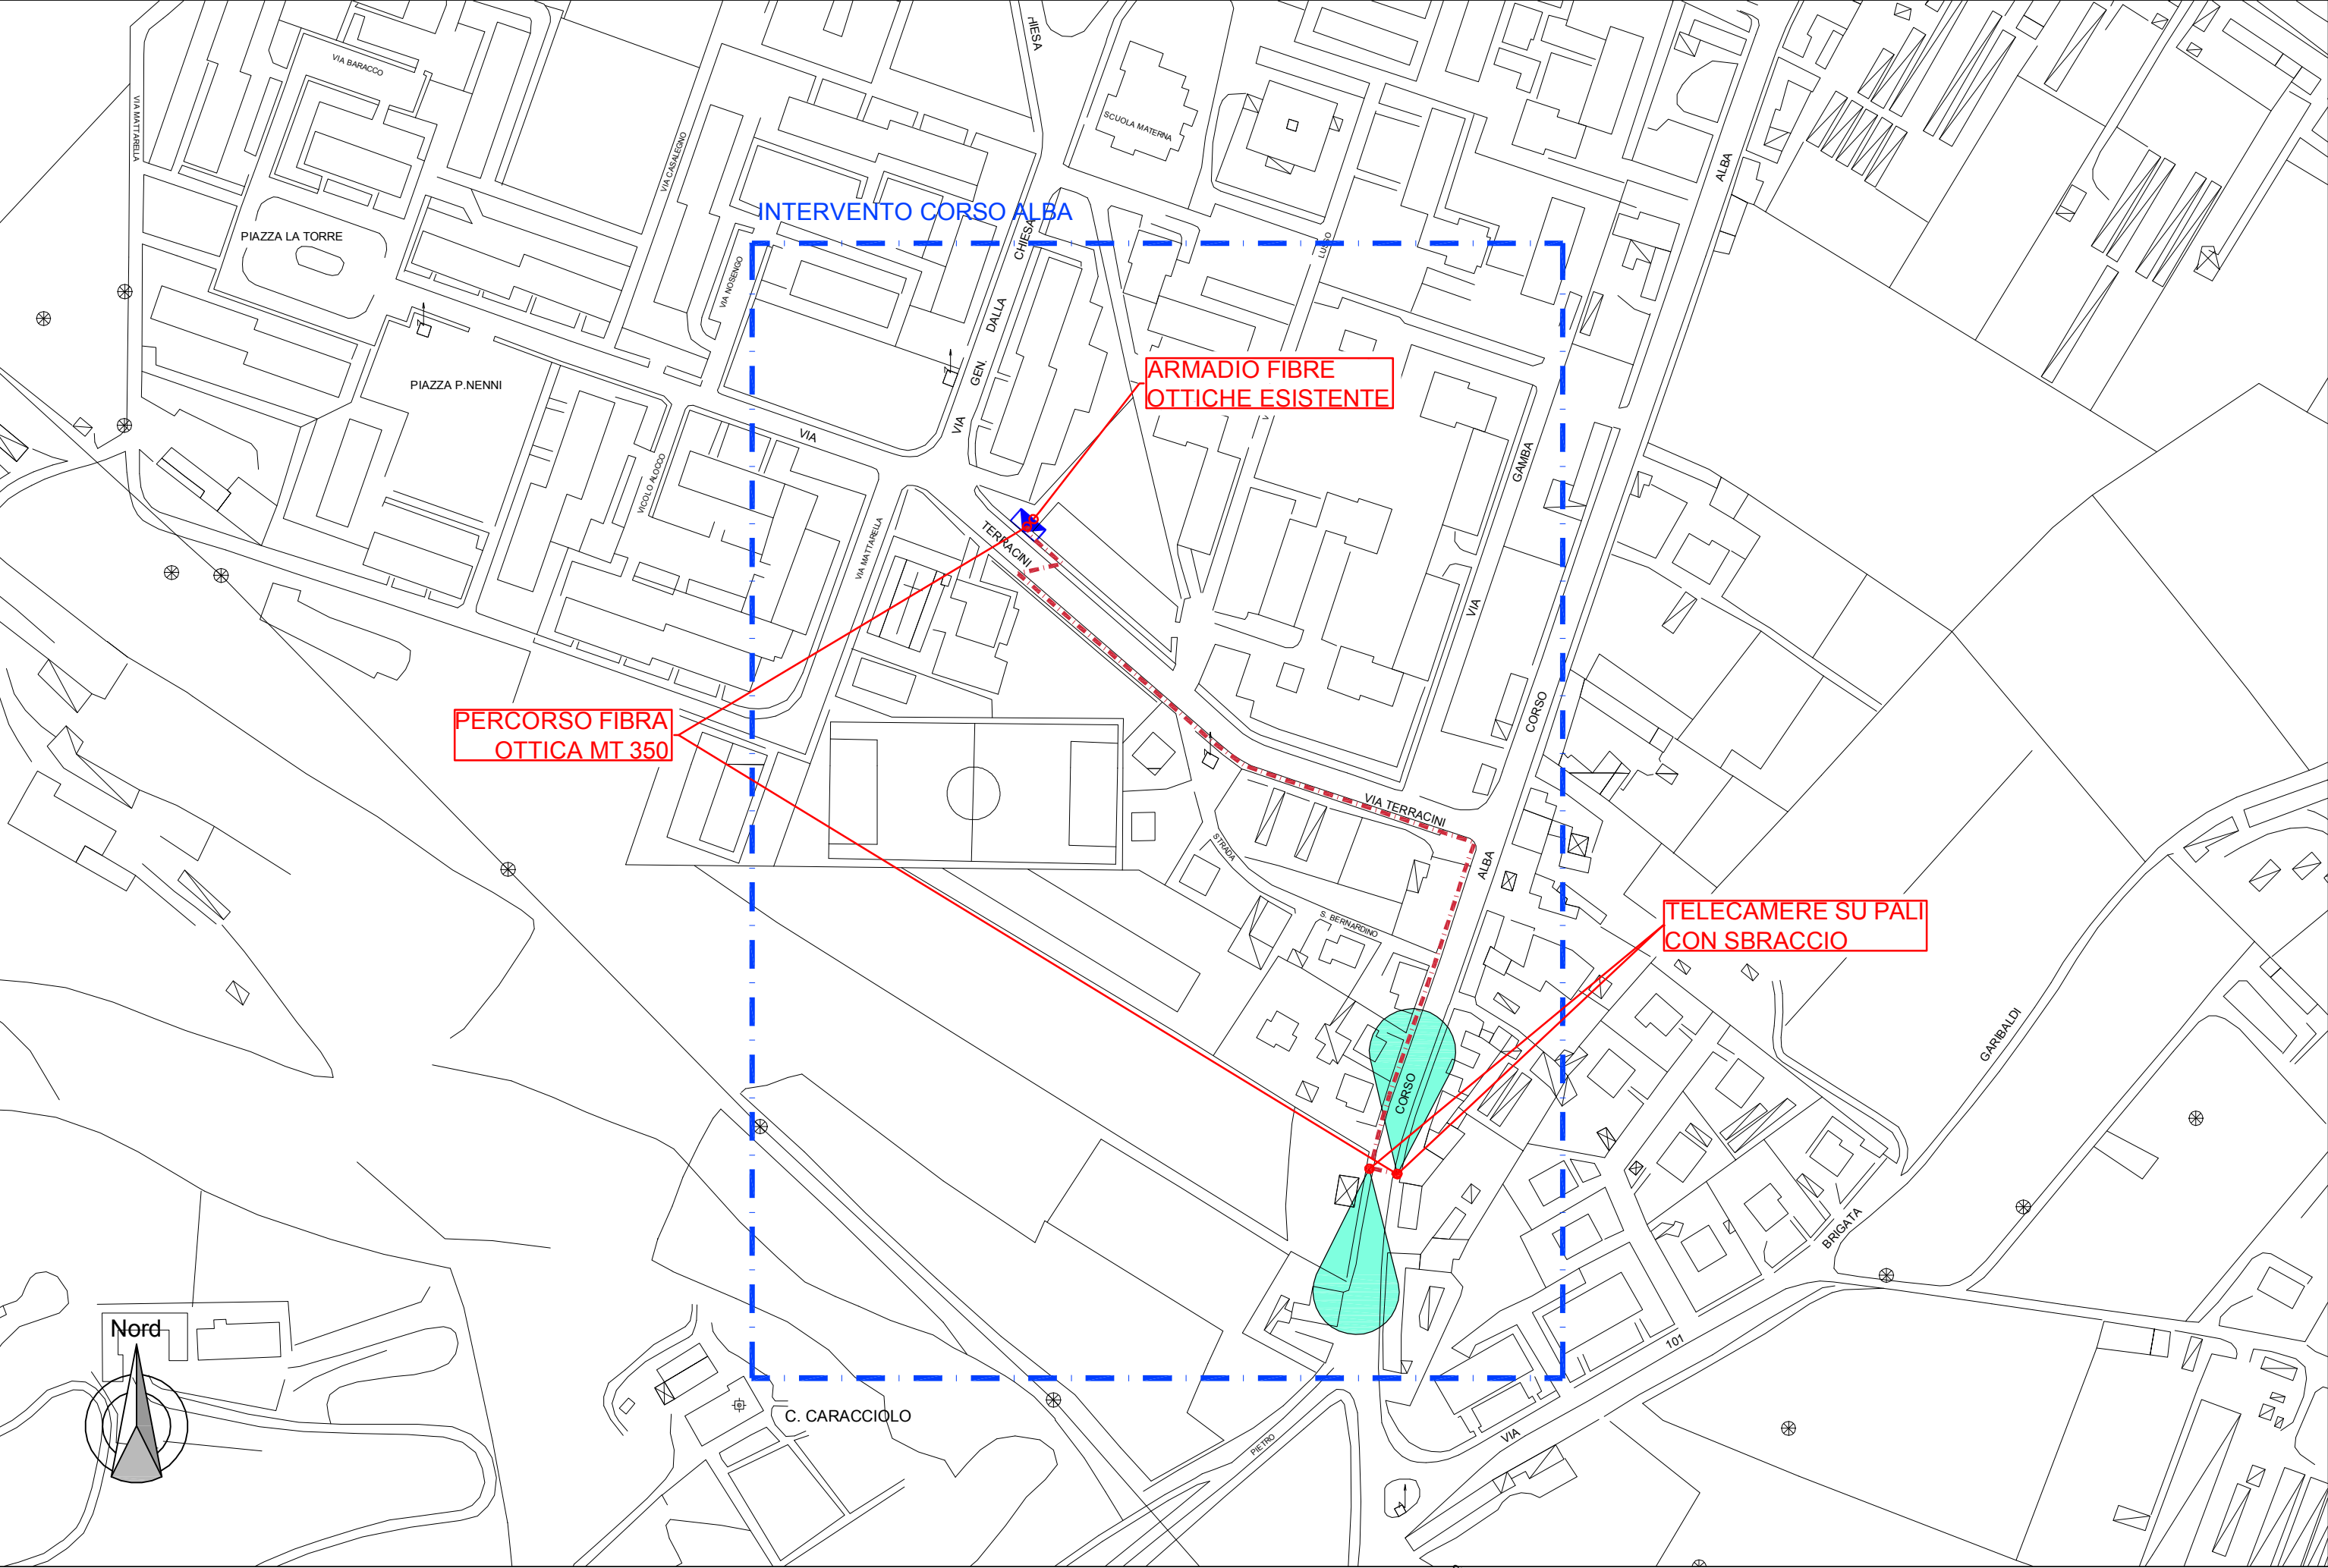 HIESA
VIA BARACCO
VIA MATTARELLA
SCUOLA MATERNA
VIA CASALEGNO
ALBA
INTERVENTO CORSO ALBA
PIAZZA LA TORRE
CHIESA
LUSSO
VIA NOSENGO
DALLA
GEN.
VIA
ARMADIO FIBRE
OTTICHE ESISTENTE
PIAZZA P.NENNI
VIA
GAMBA
VIA
VICOLO ALOCCO
VIA MATTARELLA
TERRACINI
CORSO
PERCORSO FIBRA
OTTICA MT 350
VIA TERRACINI
STRADA
S. BERNARDINO
ALBA
TELECAMERE SU PALI
CON SBRACCIO
CORSO
GARIBALDI
BRIGATA
Nord
101
VIA
C. CARACCIOLO
PIETRO